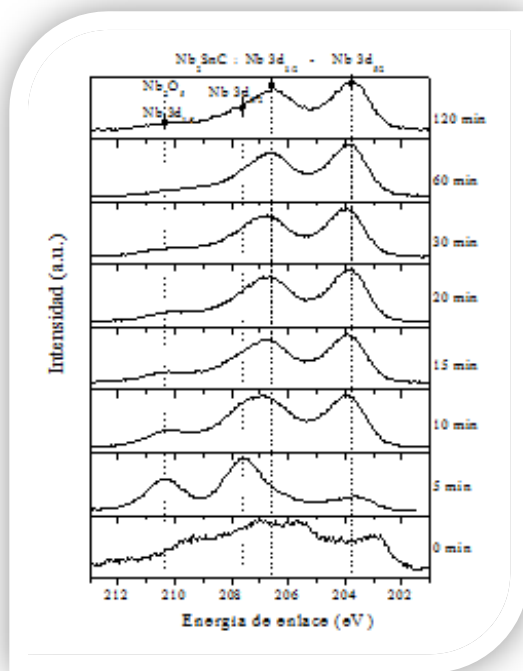 Nb₂SnC : Nb 3d₃/₂ - Nb 3d₅/₂
Nb₂O₅
Nb 3d₃/₂ Nb 3d₅/₂
120 min
60 min
30 min
20 min
15 min
10 min
5 min
0 min
Intensidad (a.u.)
212 210 208 206 204 202
Energia de enlace (eV)